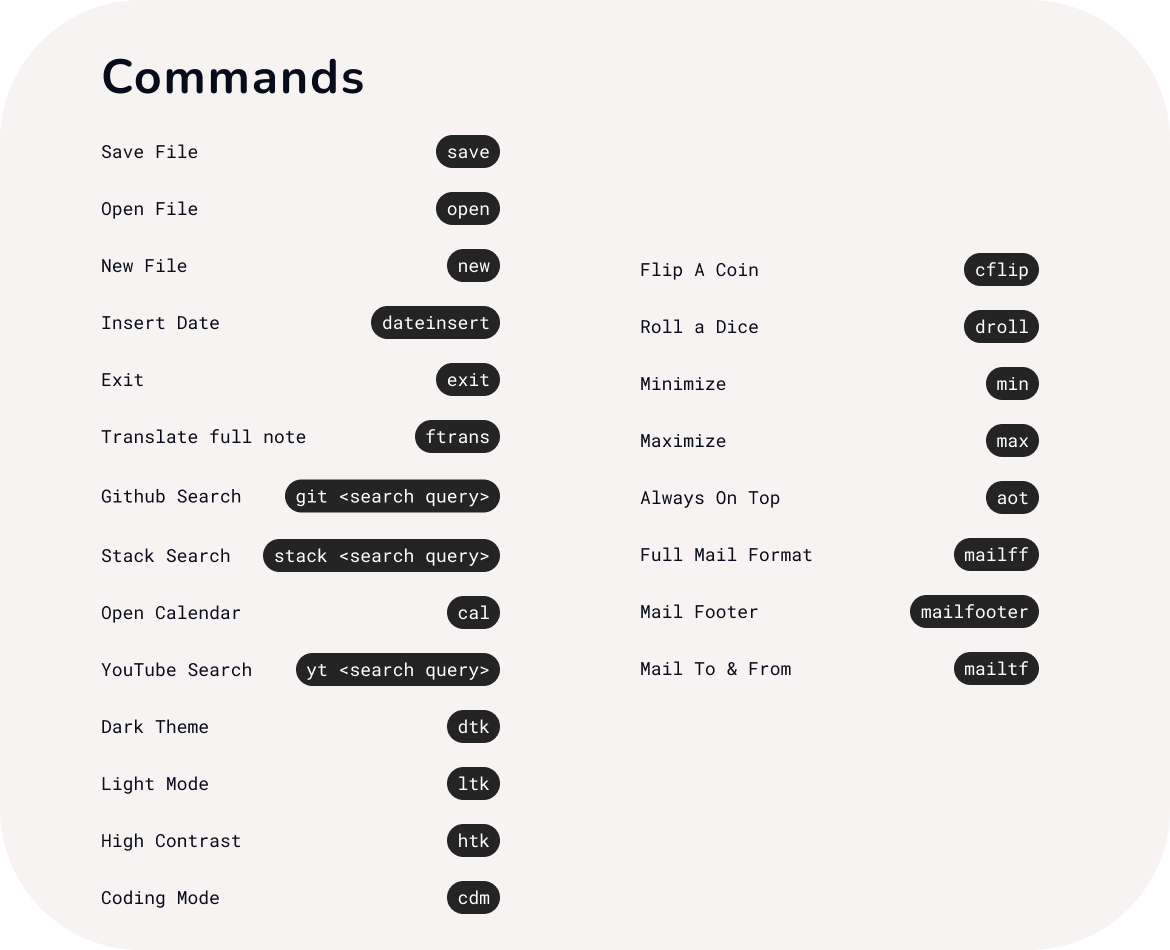 Commands
Save File save
Open File open
New File new
Insert Date dateinsert
Exit exit
Translate full note ftrans
Github Search git <search query>
Stack Search stack <search query>
Open Calendar cal
YouTube Search yt <search query>
Dark Theme dtk
Light Mode ltk
High Contrast htk
Coding Mode cdm
Flip A Coin cflip
Roll a Dice droll
Minimize min
Maximize max
Always On Top aot
Full Mail Format mailff
Mail Footer mailfooter
Mail To & From mailtf